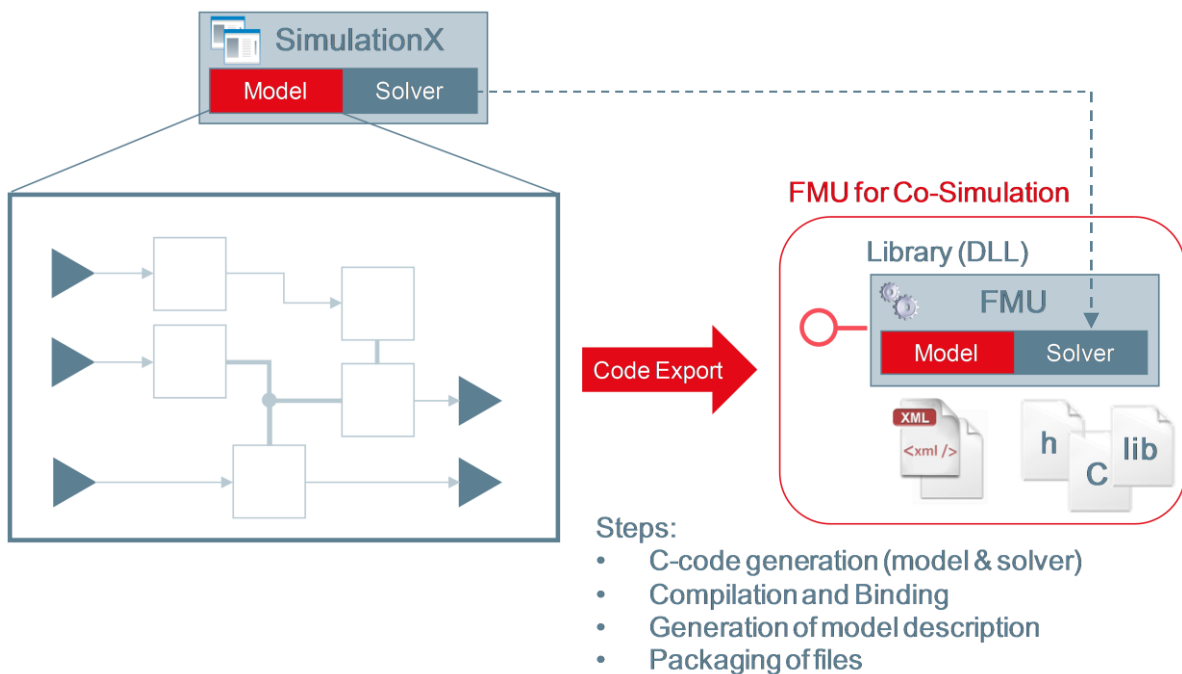 SimulationX
Model
Solver
FMU for Co-Simulation
Library (DLL)
FMU
Model
Solver
Code Export
XML
<xml />
h
C
lib
Steps:
• C-code generation (model & solver)
• Compilation and Binding
• Generation of model description
• Packaging of files